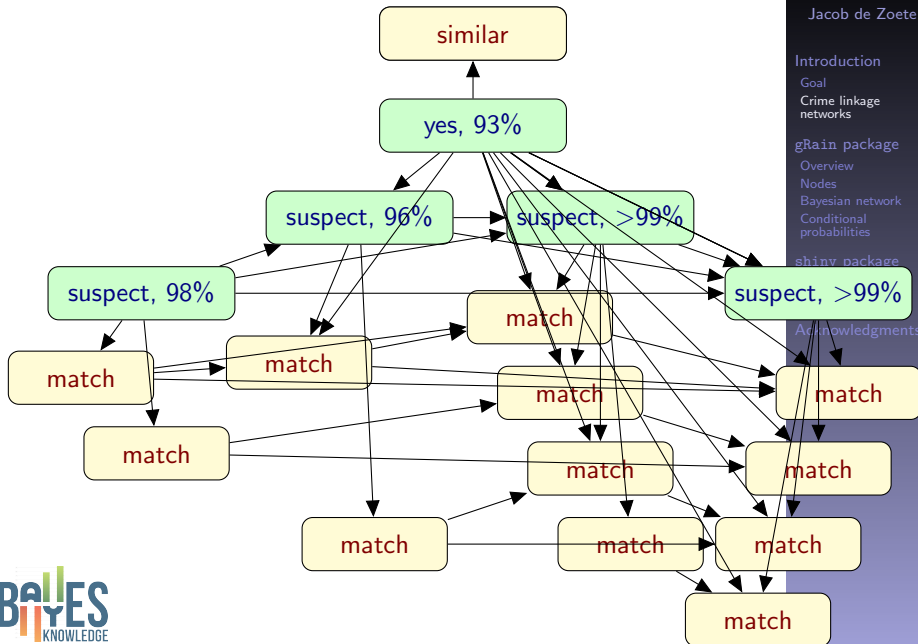 similar
yes, 93%
suspect, 96%
suspect, >99%
suspect, 98%
suspect, >99%
match
match
match
match
match
match
match
match
match
match
match
match
match
Jacob de Zoete
Introduction
Goal
Crime linkage
networks
gRain package
Overview
Nodes
Bayesian network
Conditional
probabilities
shiny package
Acknowledgments
BAYES
KNOWLEDGE